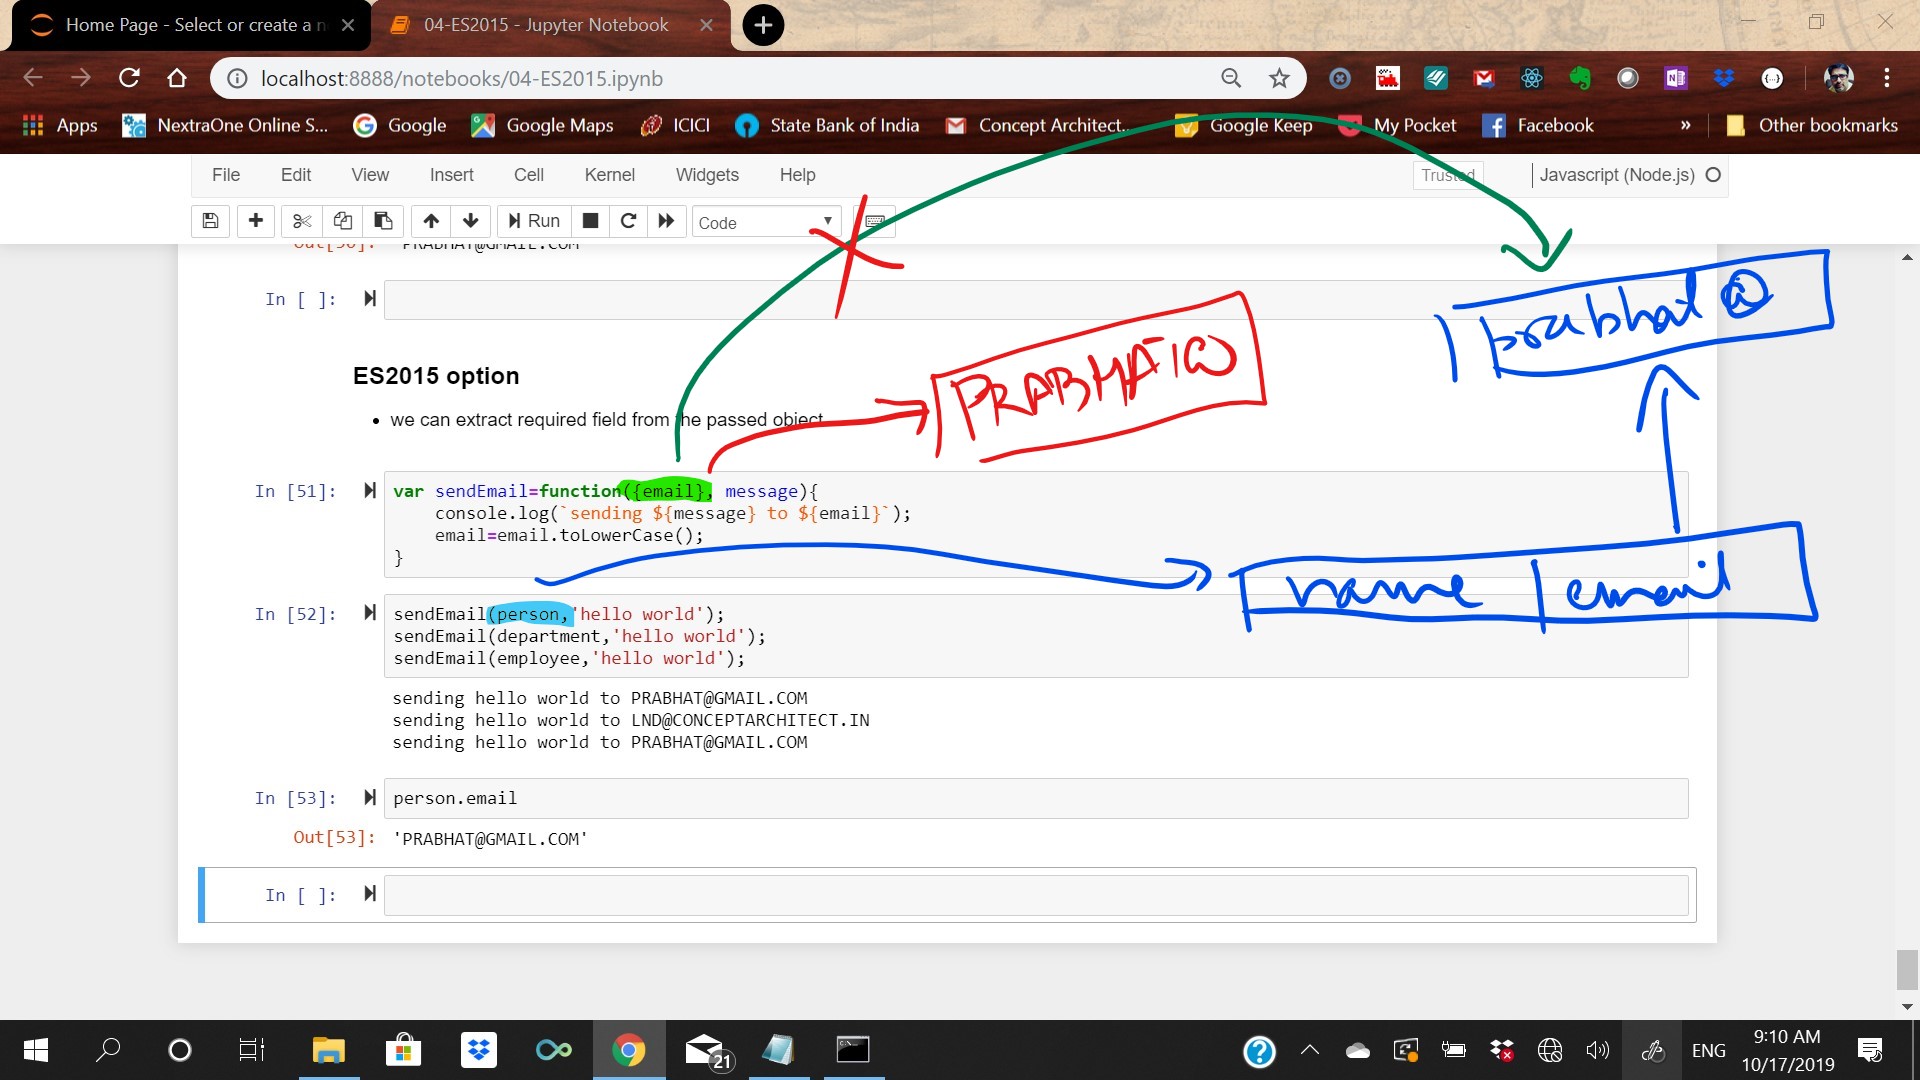 Home Page - Select or create a n
04-ES2015 - Jupyter Notebook
localhost:8888/notebooks/04-ES2015.ipynb
Apps
NextraOne Online S...
Google
Google Maps
ICICI
State Bank of India
Concept Architect...
Google Keep
My Pocket
Facebook
»
Other bookmarks
File Edit View Insert Cell Kernel Widgets Help
Trusted
Javascript (Node.js)
Run
Code
Out[50]: 'PRABHAT@GMAIL.COM'
In [ ]:
prabhat @
PRABHAT@
ES2015 option
• we can extract required field from the passed object
In [51]: var sendEmail=function({email}, message){
console.log(`sending ${message} to ${email}`);
email=email.toLowerCase();
}
name | email
In [52]: sendEmail(person,'hello world');
sendEmail(department,'hello world');
sendEmail(employee,'hello world');
sending hello world to PRABHAT@GMAIL.COM
sending hello world to LND@CONCEPTARCHITECT.IN
sending hello world to PRABHAT@GMAIL.COM
In [53]: person.email
Out[53]: 'PRABHAT@GMAIL.COM'
In [ ]:
21
ENG
9:10 AM
10/17/2019